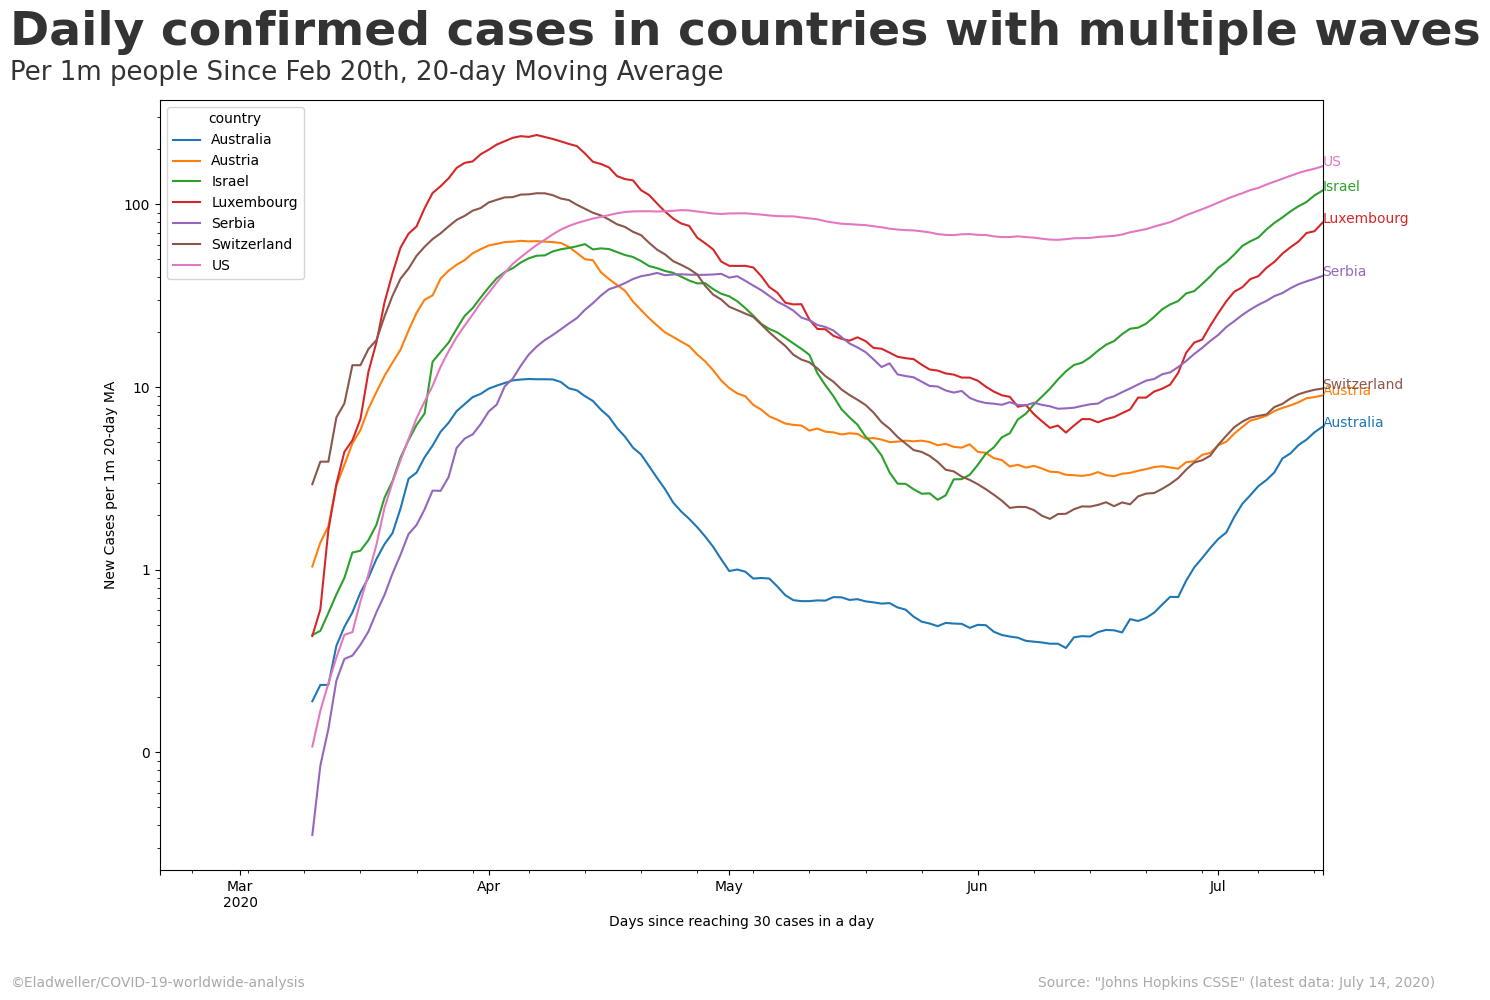 Daily confirmed cases in countries with multiple waves
Per 1m people Since Feb 20th, 20-day Moving Average
country
Australia
Austria
Israel
Luxembourg
Serbia
Switzerland
US
100
10
1
0
New Cases per 1m 20-day MA
US
Israel
Luxembourg
Serbia
Switzerland
Austria
Australia
Mar
2020
Apr
May
Jun
Jul
Days since reaching 30 cases in a day
©Eladweller/COVID-19-worldwide-analysis
Source: "Johns Hopkins CSSE" (latest data: July 14, 2020)